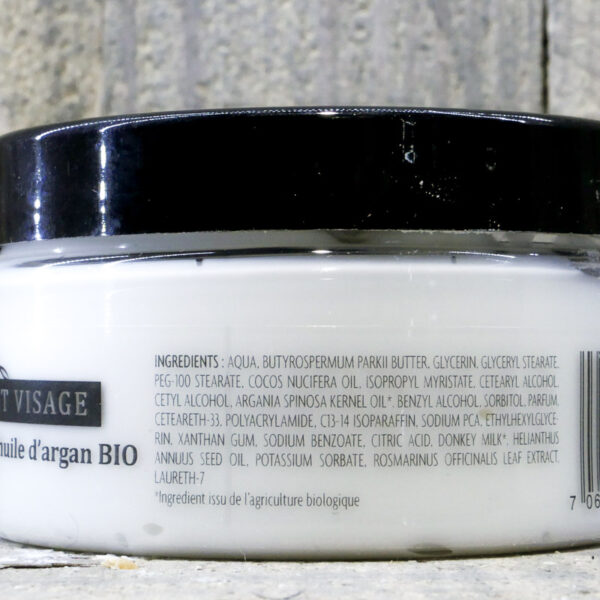 T VISAGE
huile d'argan BIO
INGREDIENTS : AQUA, BUTYROSPERMUM PARKII BUTTER, GLYCERIN, GLYCERYL STEARATE,
PEG-100 STEARATE, COCOS NUCIFERA OIL, ISOPROPYL MYRISTATE, CETEARYL ALCOHOL,
CETYL ALCOHOL, ARGANIA SPINOSA KERNEL OIL*, BENZYL ALCOHOL, SORBITOL, PARFUM,
CETEARETH-33, POLYACRYLAMIDE, C13-14 ISOPARAFFIN, SODIUM PCA, ETHYLHEXYLGLYCE-
RIN, XANTHAN GUM, SODIUM BENZOATE, CITRIC ACID, DONKEY MILK*, HELIANTHUS
ANNUUS SEED OIL, POTASSIUM SORBATE, ROSMARINUS OFFICINALIS LEAF EXTRACT,
LAURETH-7
*Ingredient issu de l'agriculture biologique
7 06